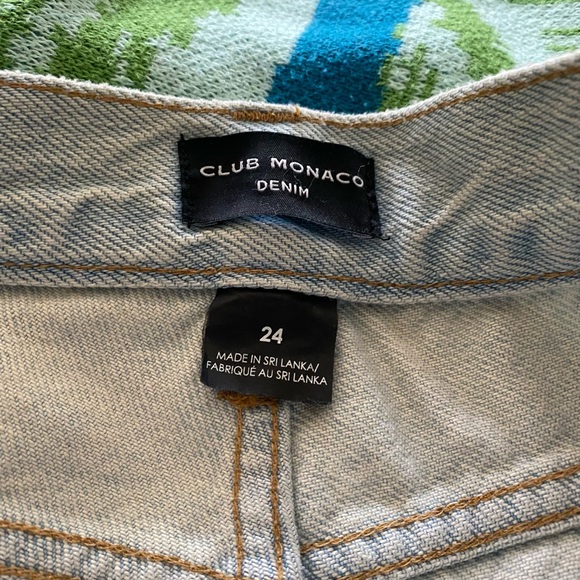 CLUB MONACO
DENIM
24
MADE IN SRI LANKA/
FABRIQUÉ AU SRI LANKA